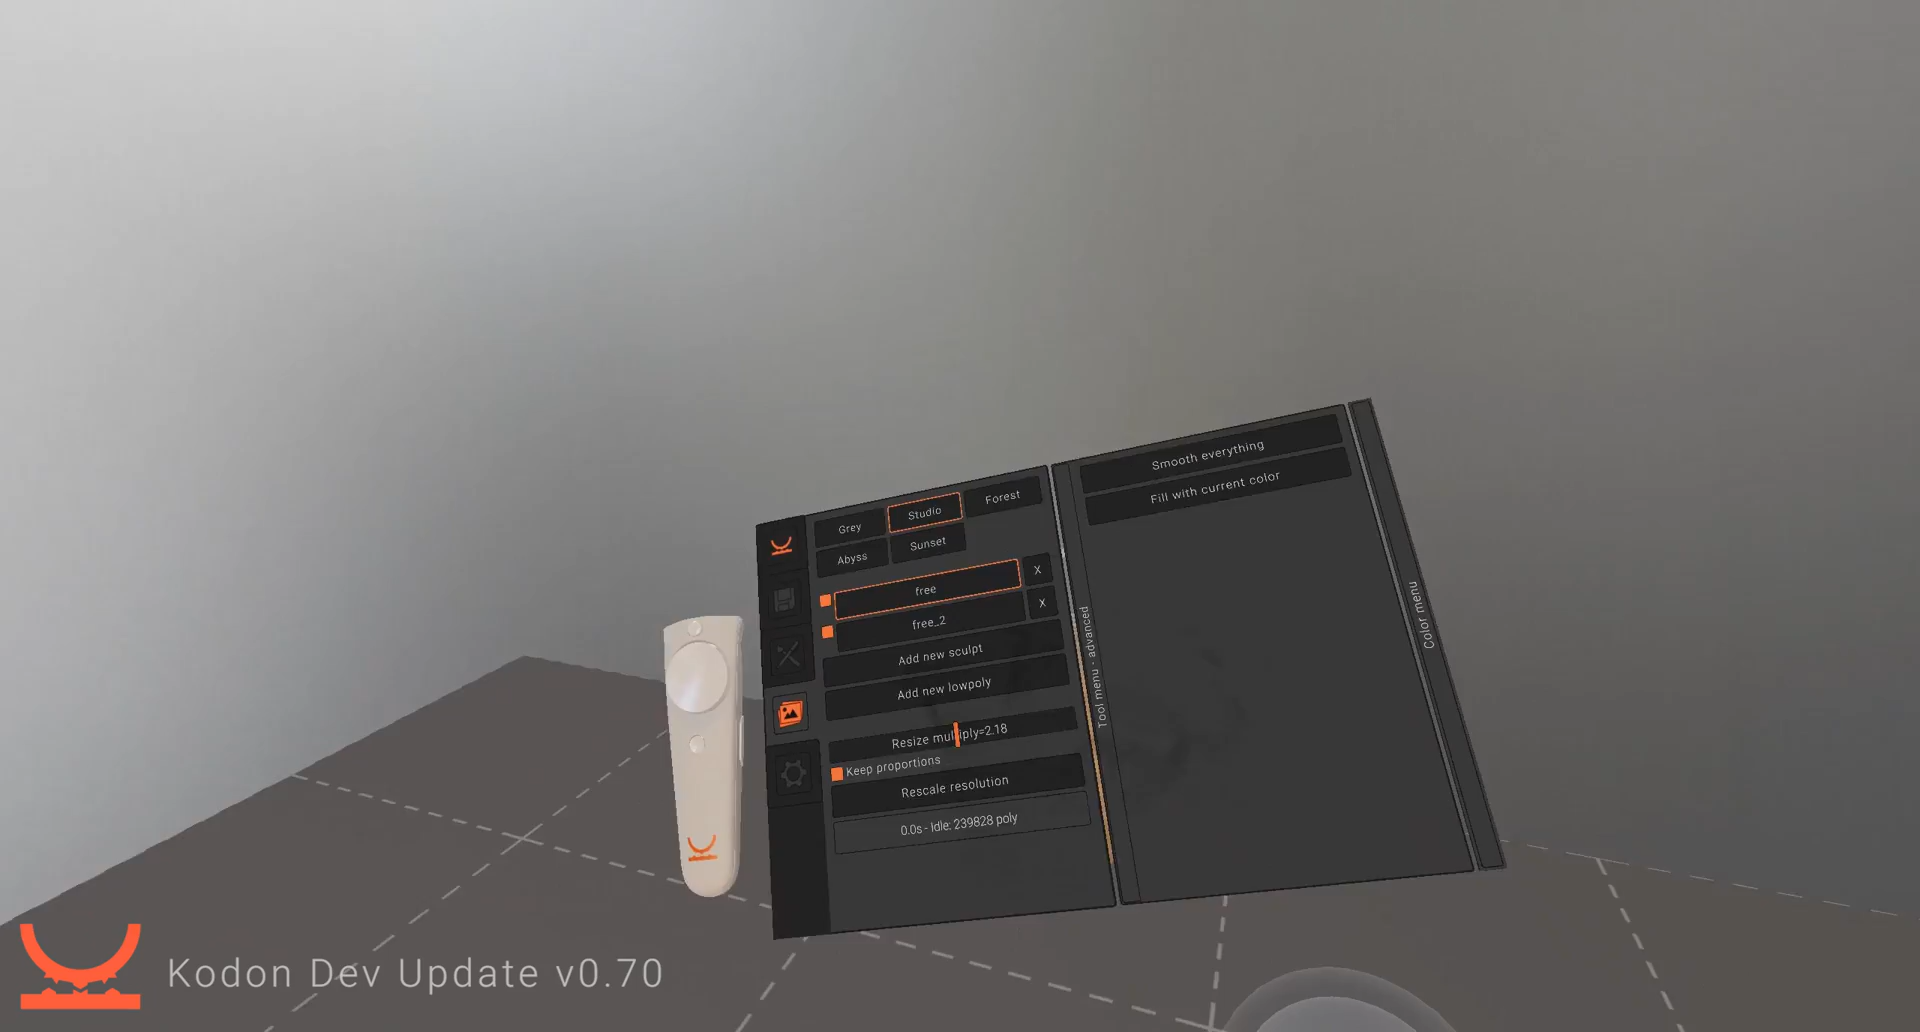 Grey
Studio
Forest
Abyss
Sunset
free
X
free_2
X
Add new sculpt
Add new lowpoly
Resize multiply=2.18
Keep proportions
Rescale resolution
0.0s - Idle: 239828 poly
Tool menu - advanced
Smooth everything
Fill with current color
Color menu
Kodon Dev Update v0.70